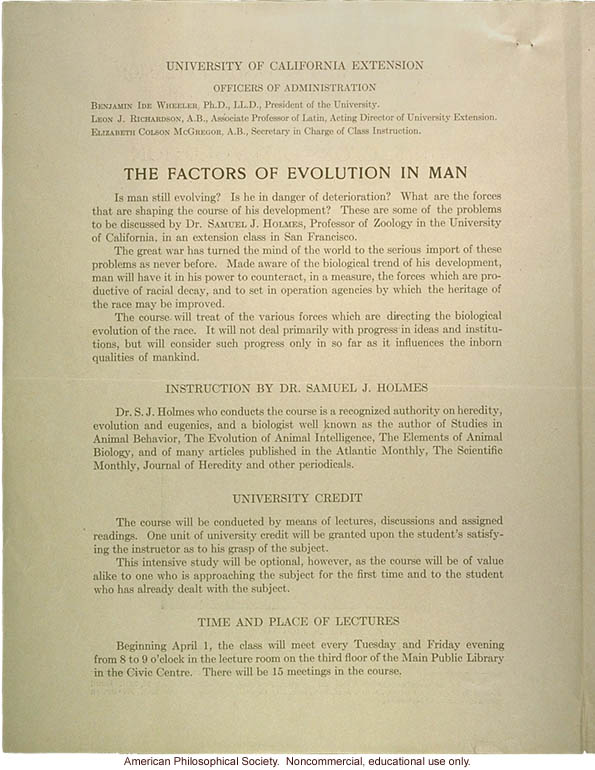 UNIVERSITY OF CALIFORNIA EXTENSION
OFFICERS OF ADMINISTRATION
BENJAMIN IDE WHEELER, Ph.D., LL.D., President of the University.
LEON J. RICHARDSON, A.B., Associate Professor of Latin, Acting Director of University Extension.
ELIZABETH COLSON MCGREGOR, A.B., Secretary in Charge of Class Instruction.
THE FACTORS OF EVOLUTION IN MAN
Is man still evolving? Is he in danger of deterioration? What are the forces
that are shaping the course of his development? These are some of the problems
to be discussed by Dr. SAMUEL J. HOLMES, Professor of Zoology in the University
of California, in an extension class in San Francisco.
The great war has turned the mind of the world to the serious import of these
problems as never before. Made aware of the biological trend of his development,
man will have it in his power to counteract, in a measure, the forces which are pro-
ductive of racial decay, and to set in operation agencies by which the heritage of
the race may be improved.
The course will treat of the various forces which are directing the biological
evolution of the race. It will not deal primarily with progress in ideas and institu-
tions, but will consider such progress only in so far as it influences the inborn
qualities of mankind.
INSTRUCTION BY DR. SAMUEL J. HOLMES
Dr. S. J. Holmes who conducts the course is a recognized authority on heredity,
evolution and eugenics, and a biologist well known as the author of Studies in
Animal Behavior, The Evolution of Animal Intelligence, The Elements of Animal
Biology, and of many articles published in the Atlantic Monthly, The Scientific
Monthly, Journal of Heredity and other periodicals.
UNIVERSITY CREDIT
The course will be conducted by means of lectures, discussions and assigned
readings. One unit of university credit will be granted upon the student's satisfy-
ing the instructor as to his grasp of the subject.
This intensive study will be optional, however, as the course will be of value
alike to one who is approaching the subject for the first time and to the student
who has already dealt with the subject.
TIME AND PLACE OF LECTURES
Beginning April 1, the class will meet every Tuesday and Friday evening
from 8 to 9 o'clock in the lecture room on the third floor of the Main Public Library
in the Civic Centre. There will be 15 meetings in the course.
American Philosophical Society. Noncommercial, educational use only.